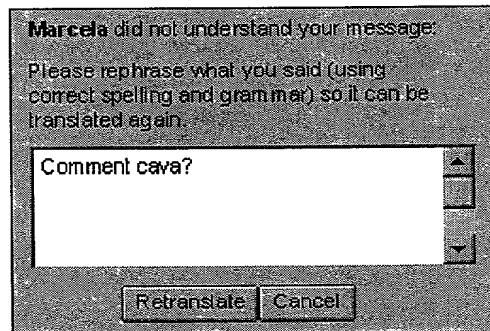 Marcela did not understand your message:
Please rephrase what you said (using
correct spelling and grammar) so it can be
translated again.
Comment cava?
Retranslate Cancel